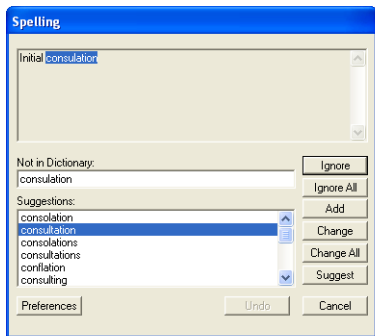 Spelling
Initial consulation
Not in Dictionary:
consulation
Suggestions:
consolation
consultation
consolations
consultations
conflation
consulting
Ignore
Ignore All
Add
Change
Change All
Suggest
Preferences
Undo
Cancel